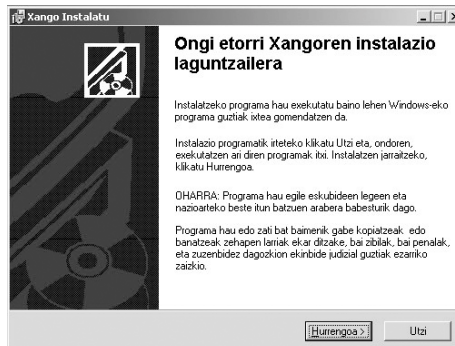 Xango Instalatu
Ongi etorri Xangoren instalazio
laguntzailera
Instalatzeko programa hau exekutatu baino lehen Windows-eko
programa guztiak ixtea gomendatzen da.
Instalazio programatik irteteko klikatu Utzi eta, ondoren,
exekutatzen ari diren programak itxi. Instalatzen jarraitzeko,
klikatu Hurrengoa.
OHARRA: Programa hau egile eskubideen legeen eta
nazioarteko beste itun batzuen arabera babesturik dago.
Programa hau edo zati bat baimenik gabe kopiatzeak edo
banatzeak zehapen larriak ekar ditzake, bai zibilak, bai penalak,
eta zuzenbidez dagozkion ekinbide judizial guztiak ezarriko
zaizkio.
Hurrengoa > Utzi